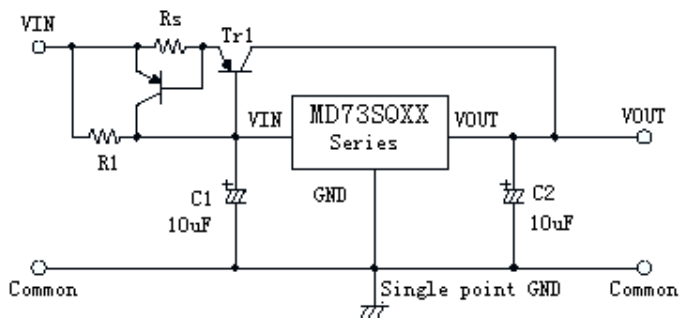 VIN
Rs
Tr1
R1
VIN
MD73SQXX
Series
VOUT
VOUT
C1
10uF
GND
C2
10uF
Common
Single point GND
Common